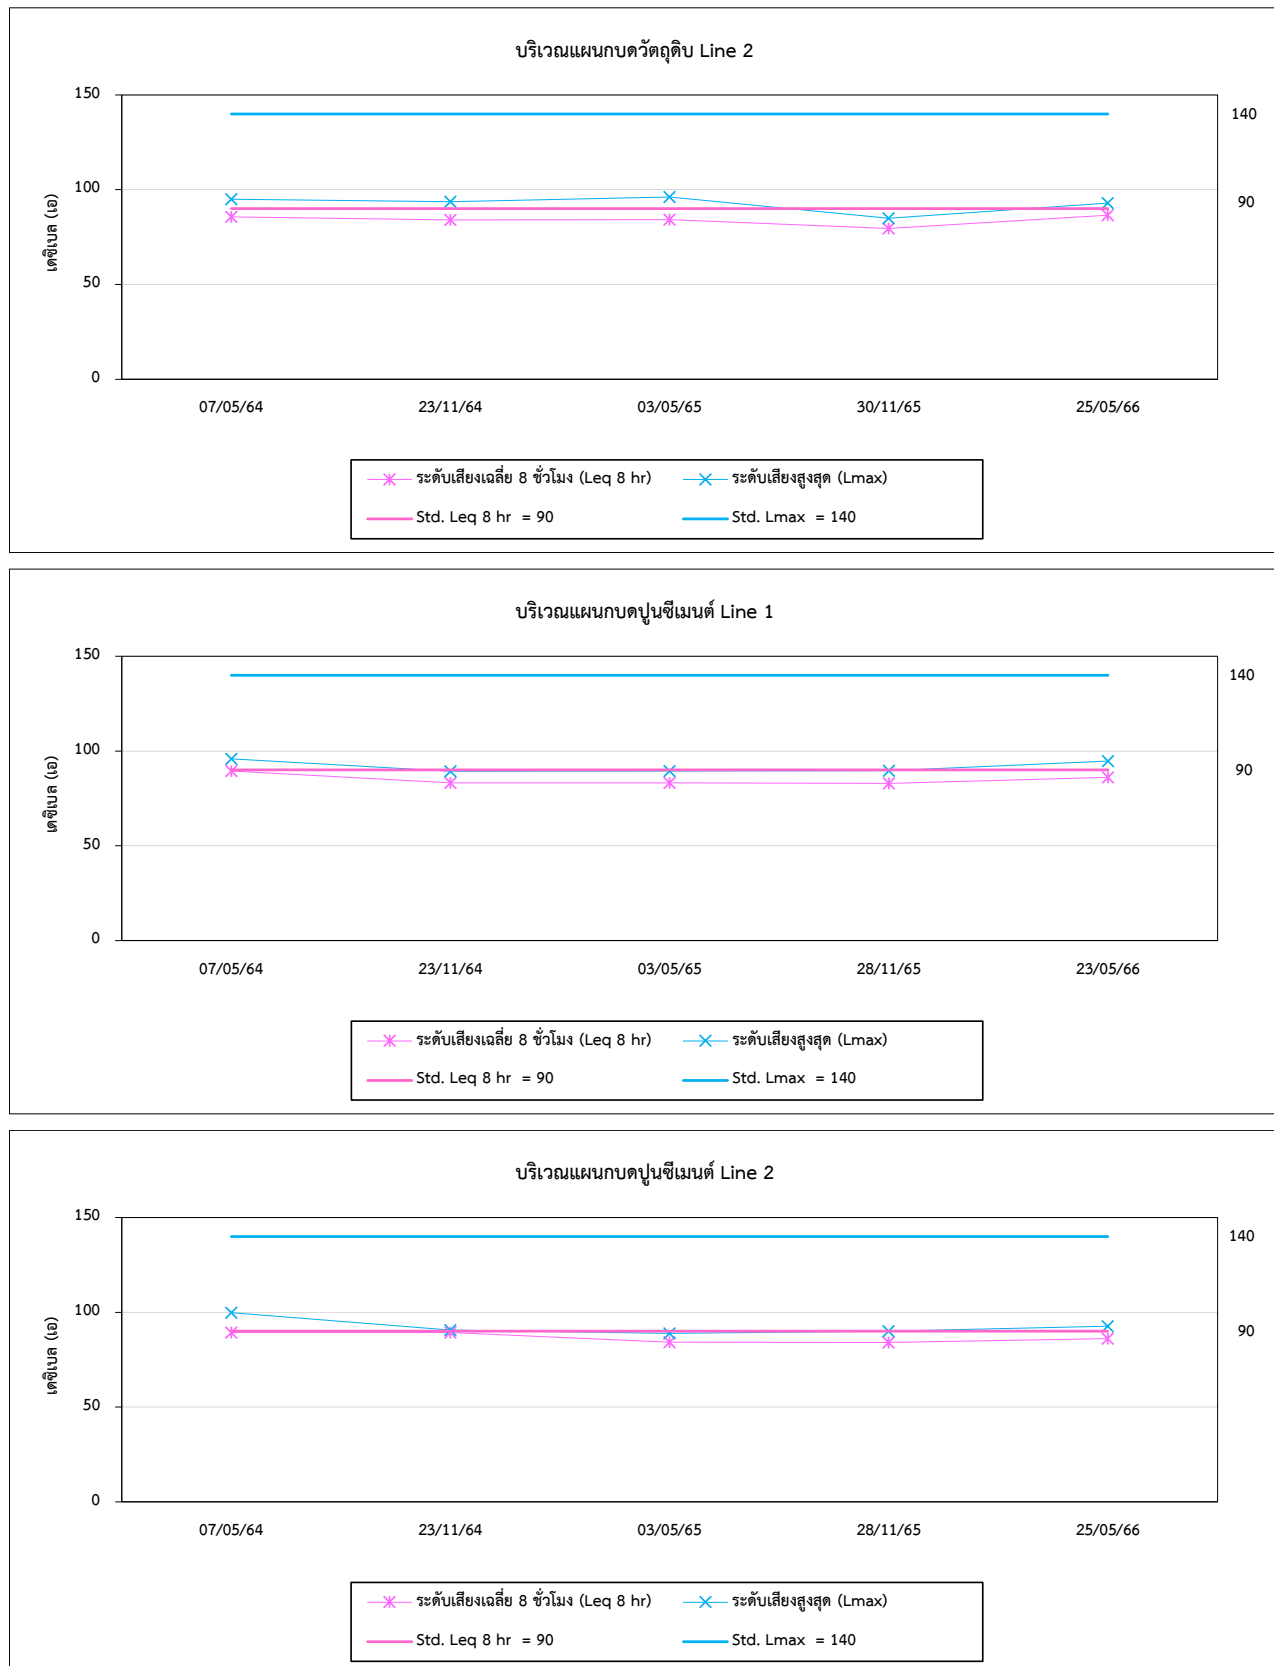 บริเวณแผนกบดวัตถุดิบ Line 2
150
140
100
90
50
0
เดซิเบล (เอ)
07/05/64 23/11/64 03/05/65 30/11/65 25/05/66
ระดับเสียงเฉลี่ย 8 ชั่วโมง (Leq 8 hr) ระดับเสียงสูงสุด (Lmax)
Std. Leq 8 hr = 90 Std. Lmax = 140
บริเวณแผนกบดปูนซีเมนต์ Line 1
150
140
100
90
50
0
เดซิเบล (เอ)
07/05/64 23/11/64 03/05/65 28/11/65 23/05/66
ระดับเสียงเฉลี่ย 8 ชั่วโมง (Leq 8 hr) ระดับเสียงสูงสุด (Lmax)
Std. Leq 8 hr = 90 Std. Lmax = 140
บริเวณแผนกบดปูนซีเมนต์ Line 2
150
140
100
90
50
0
เดซิเบล (เอ)
07/05/64 23/11/64 03/05/65 28/11/65 25/05/66
ระดับเสียงเฉลี่ย 8 ชั่วโมง (Leq 8 hr) ระดับเสียงสูงสุด (Lmax)
Std. Leq 8 hr = 90 Std. Lmax = 140